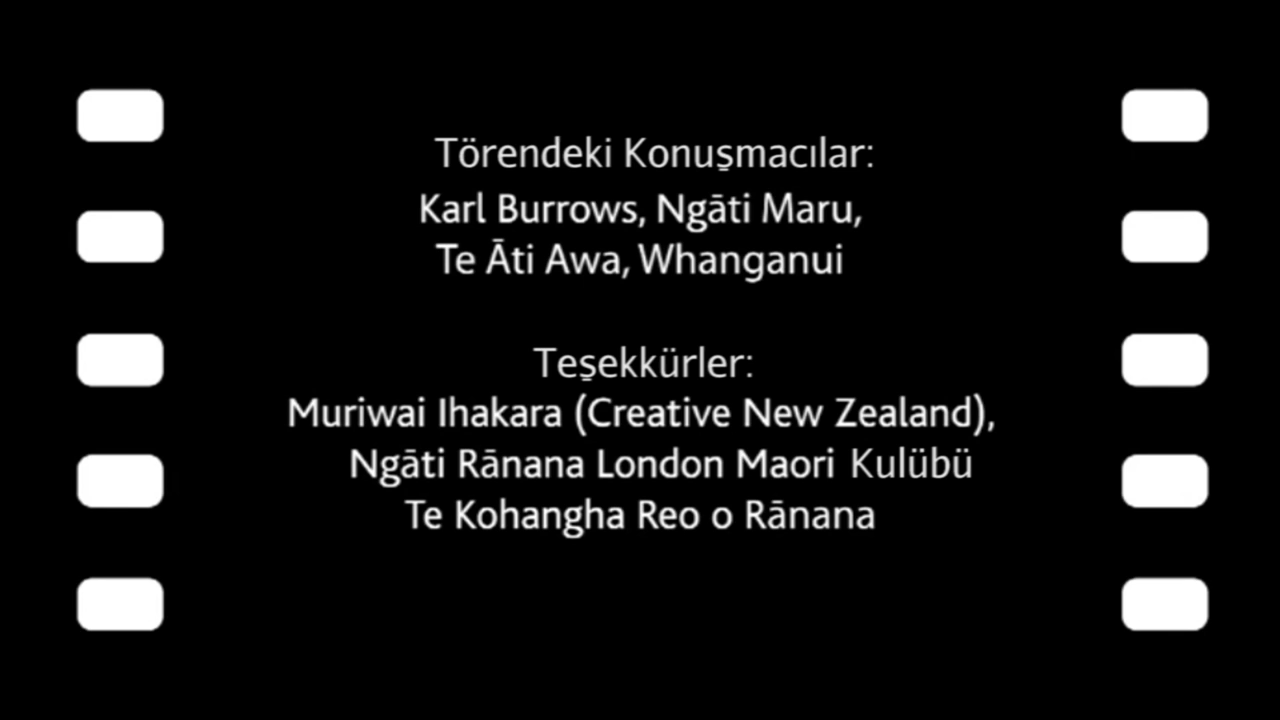 Törendeki Konuşmacılar:
Karl Burrows, Ngāti Maru,
Te Āti Awa, Whanganui
Teşekkürler:
Muriwai Ihakara (Creative New Zealand),
Ngāti Rānana London Maori Kulübü
Te Kohangha Reo o Rānana